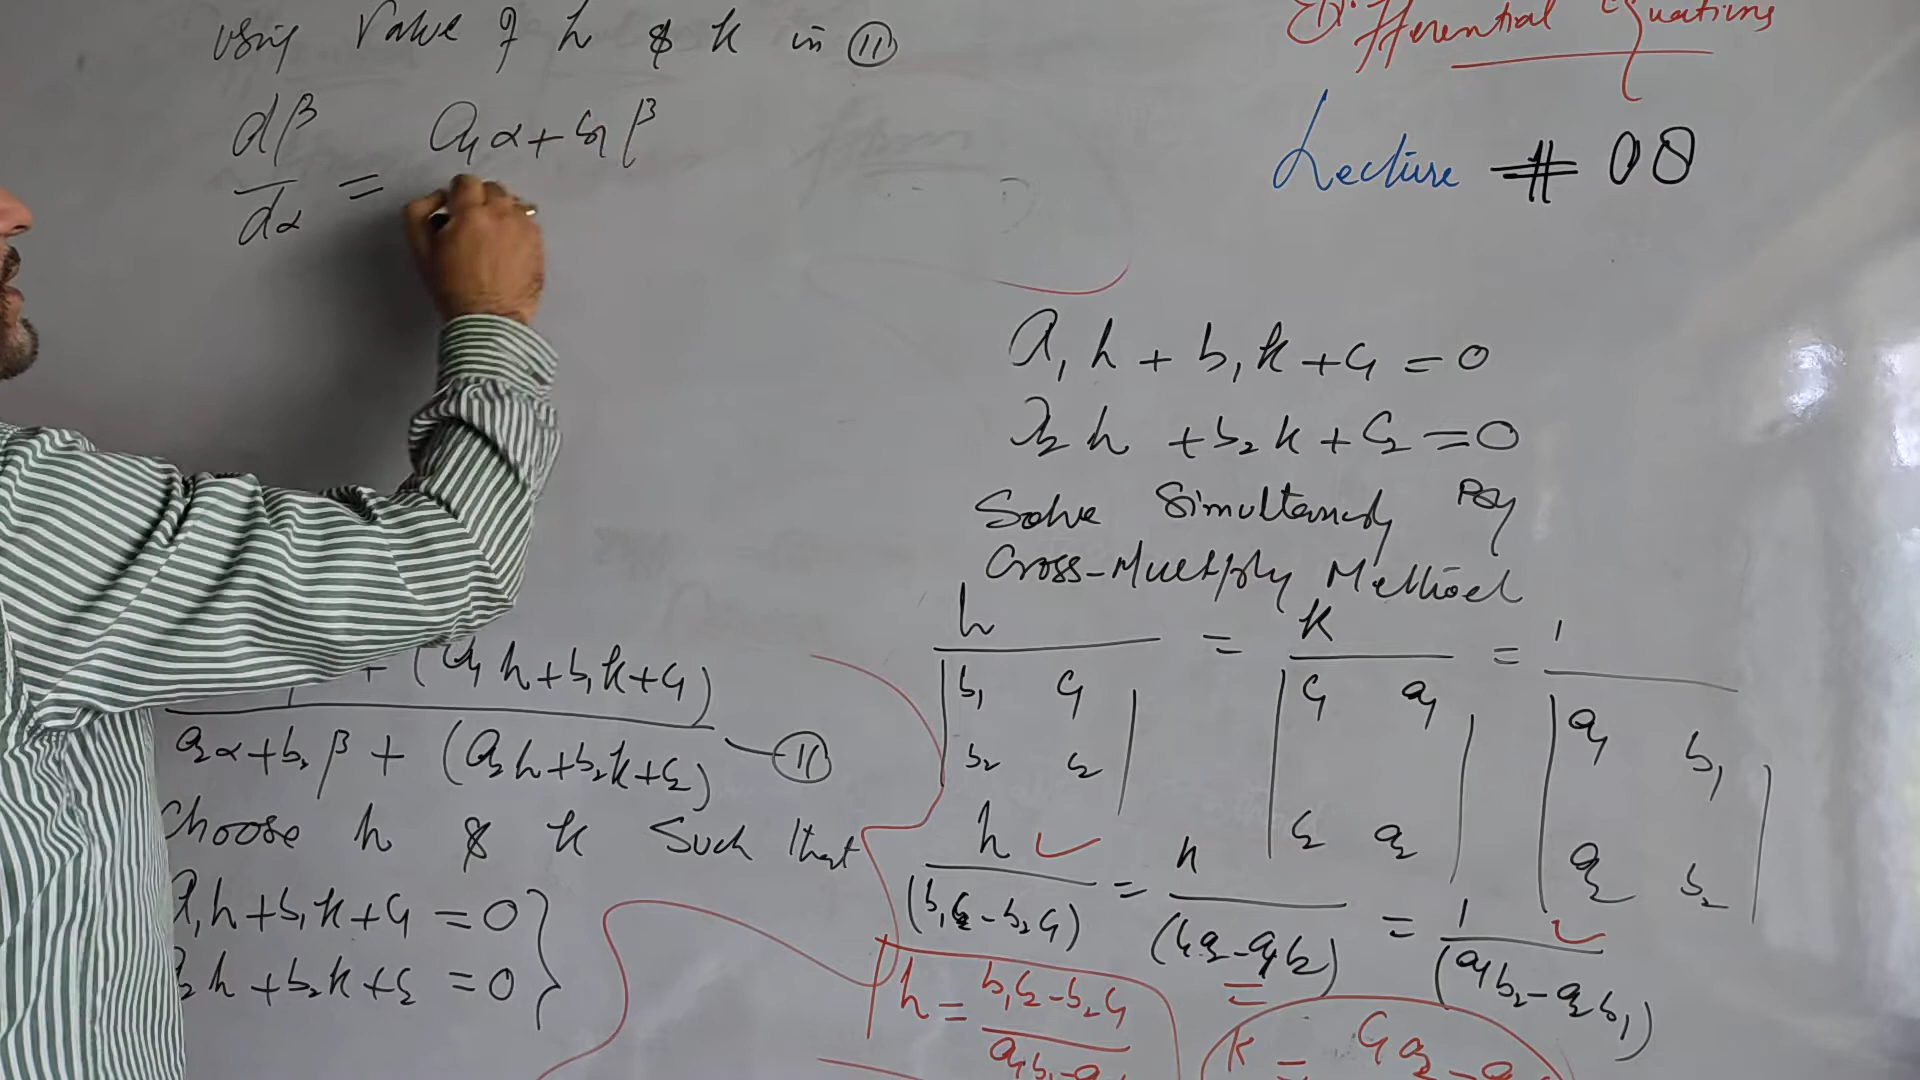 Using Value of h & k in (II)
dβ/dα = a₁α + b₁β
Differential Equations
Lecture # 08
a₁h + b₁k + c₁ = 0
a₂h + b₂k + c₂ = 0
Solve Simultaneously By
Cross-Multiply Method
h / |b₁ c₁; b₂ c₂| = k / |c₁ a₁; c₂ a₂| = 1 / |a₁ b₁; a₂ b₂|
h / (b₁c₂ - b₂c₁) = k / (c₁a₂ - a₁c₂) = 1 / (a₁b₂ - a₂b₁)
h = b₁c₂ - b₂c₁
k = c₁a₂ -
+ (a₁h + b₁k + c₁)
a₂α + b₂β + (a₂h + b₂k + c₂) — (II)
Choose h & k Such that
a₁h + b₁k + c₁ = 0 }
a₂h + b₂k + c₂ = 0